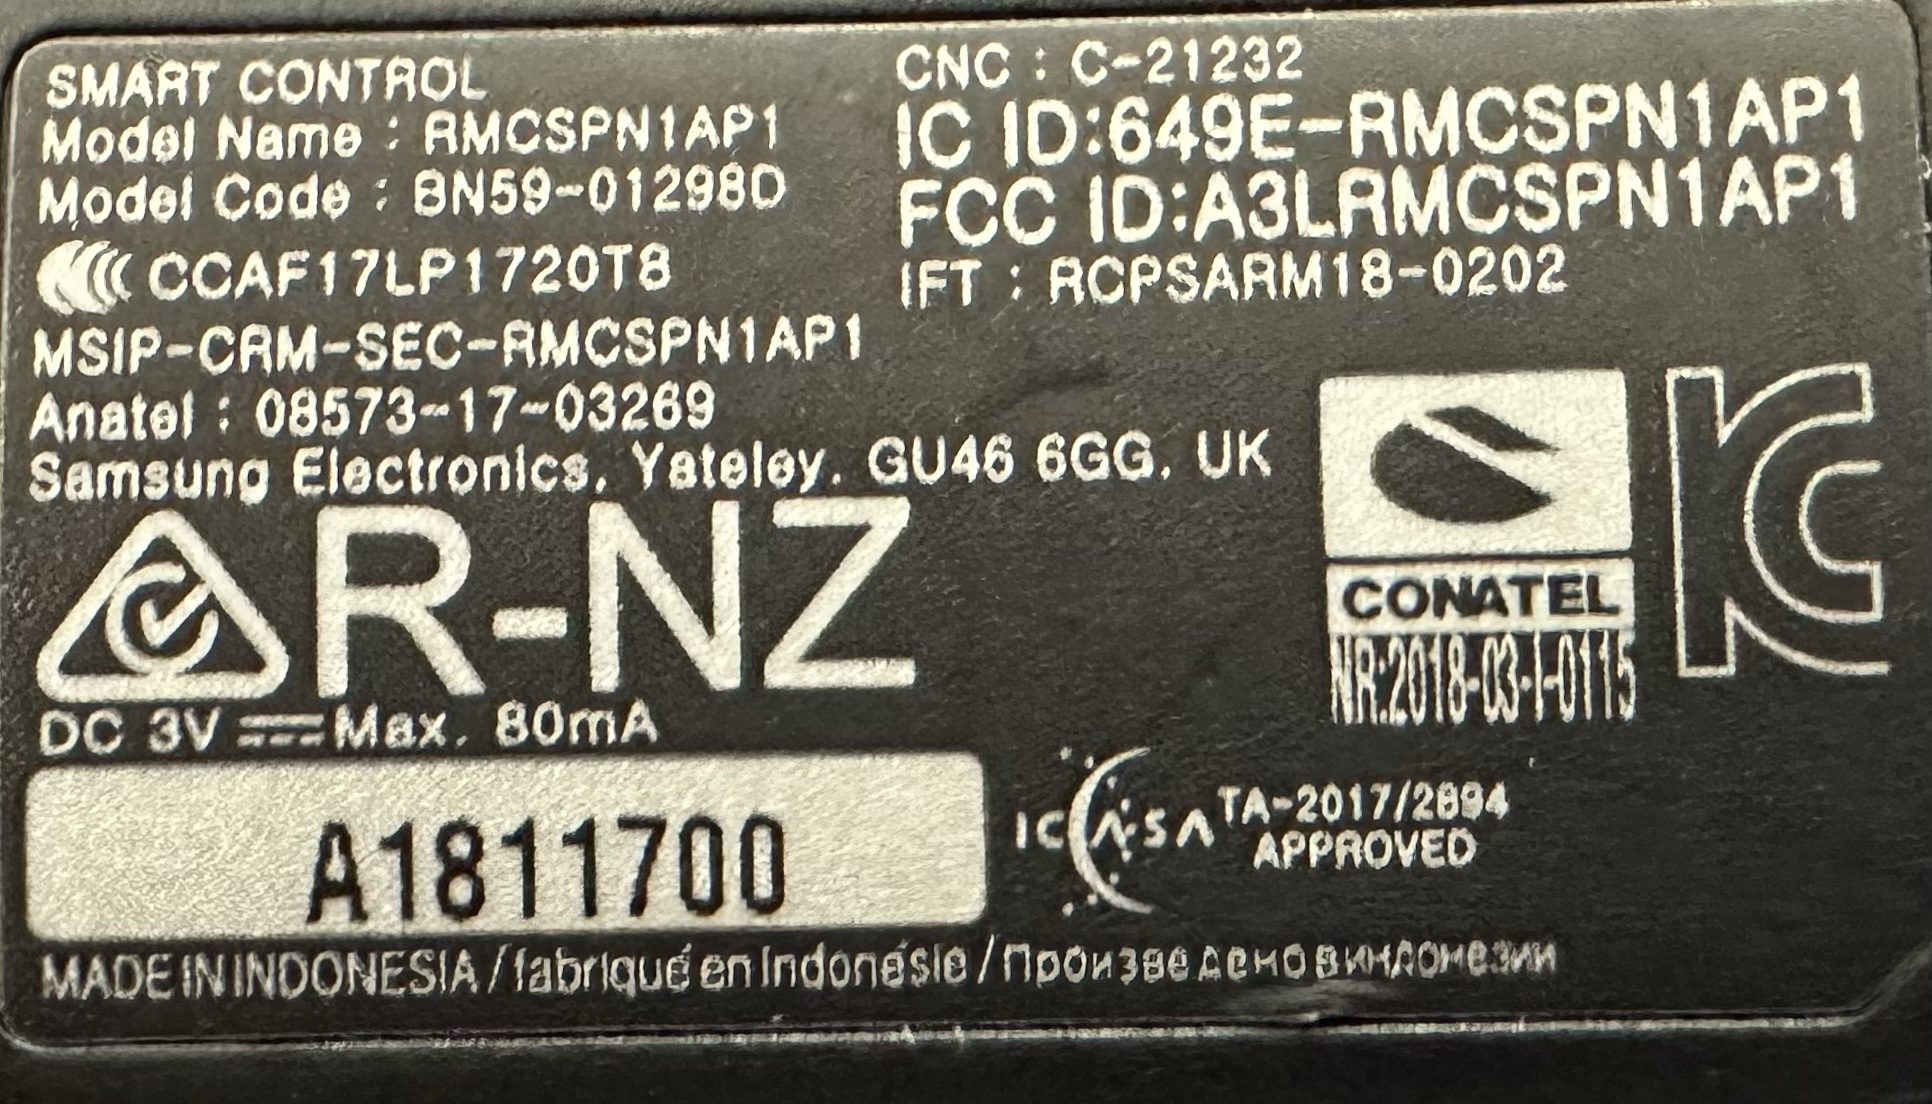 SMART CONTROL
Model Name : RMCSPN1AP1
Model Code : BN59-01298D
CCAF17LP1720T8
MSIP-CRM-SEC-RMCSPN1AP1
Anatel : 08573-17-03269
Samsung Electronics, Yateley, GU46 6GG, UK
R-NZ
DC 3V Max. 80mA
A1811700
CNC : C-21232
IC ID:649E-RMCSPN1AP1
FCC ID:A3LRMCSPN1AP1
IFT : RCPSARM18-0202
CONATEL
NR:2018-03-I-0115
ICASA
TA-2017/2894
APPROVED
MADE IN INDONESIA / fabriqué en Indonésie / Произведено в индонезии